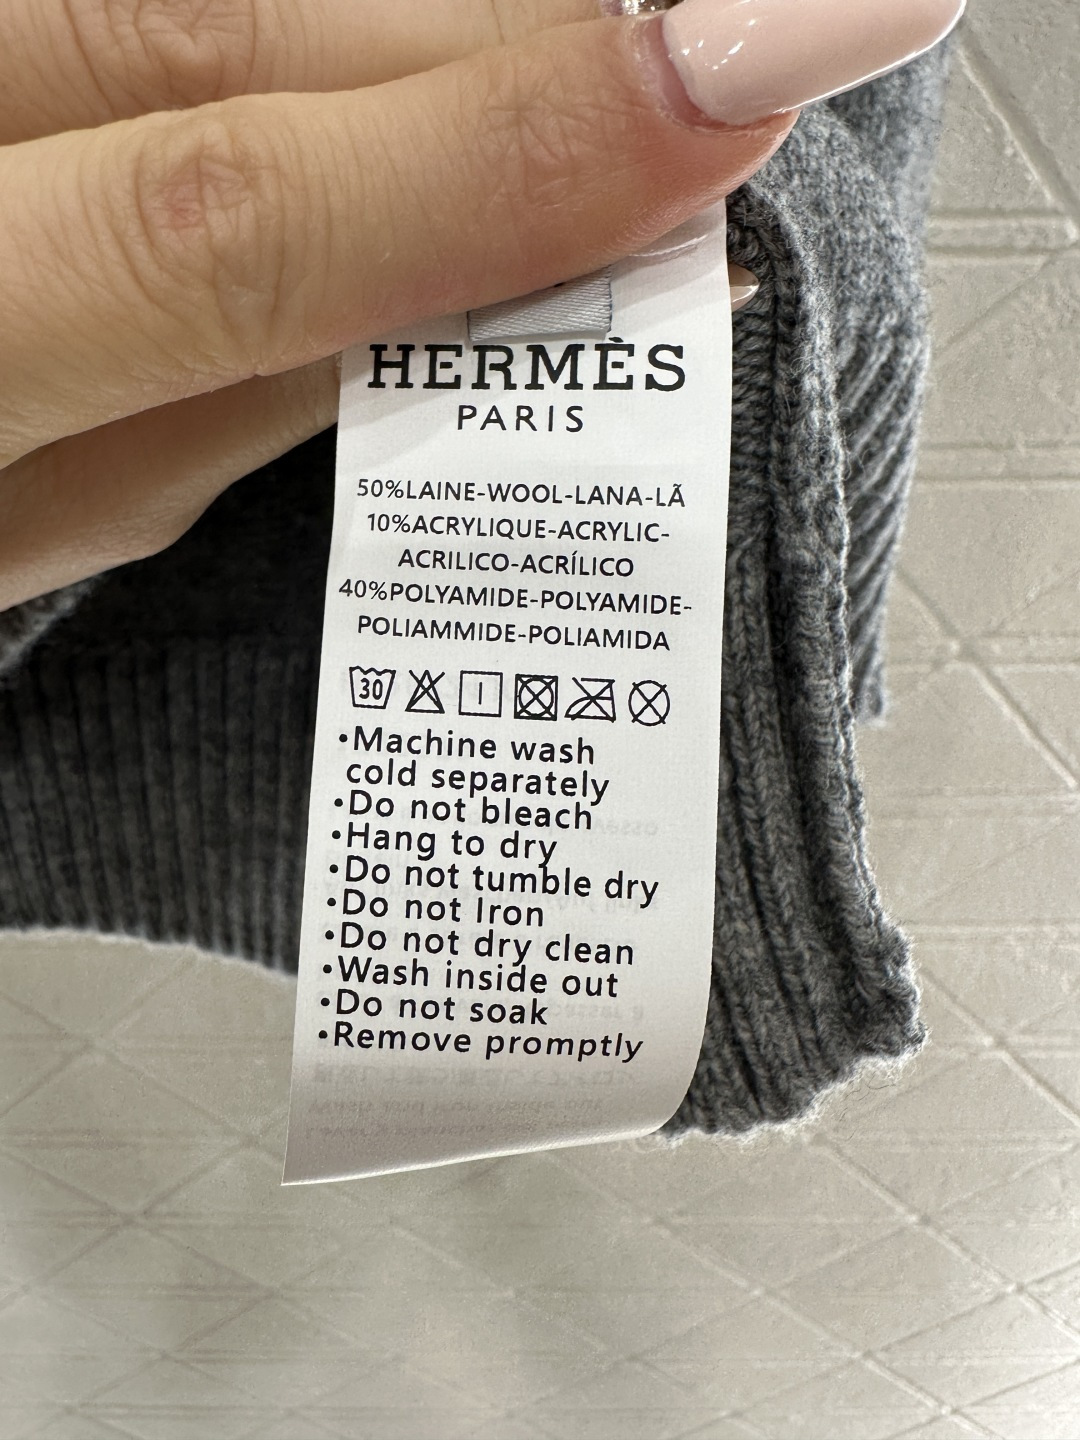 HERMÈS
PARIS
50%LAINE-WOOL-LANA-LÃ
10%ACRYLIQUE-ACRYLIC-
ACRILICO-ACRÍLICO
40%POLYAMIDE-POLYAMIDE-
POLIAMMIDE-POLIAMIDA
30
•Machine wash
cold separately
•Do not bleach
•Hang to dry
•Do not tumble dry
•Do not Iron
•Do not dry clean
•Wash inside out
•Do not soak
•Remove promptly